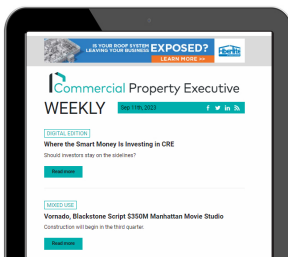 IS YOUR ROOF SYSTEM
LEAVING YOUR BUSINESS EXPOSED?
LEARN MORE >>
Fibertite
Commercial Property Executive
WEEKLY
Sep 11th, 2023
DIGITAL EDITION
Where the Smart Money Is Investing in CRE
Should investors stay on the sidelines?
Read more
MIXED USE
Vornado, Blackstone Script $350M Manhattan Movie Studio
Construction will begin in the third quarter.
Read more